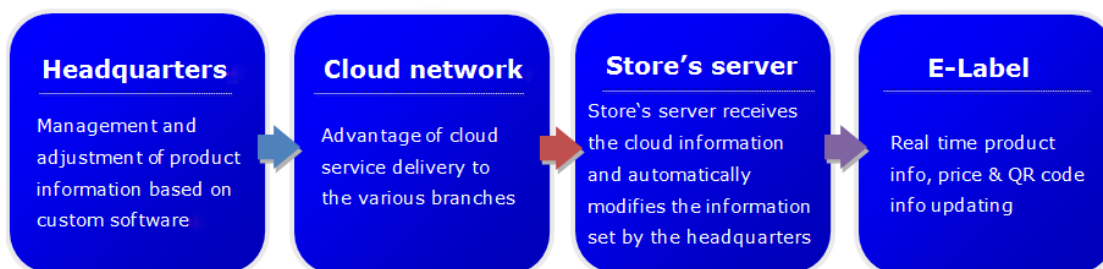 Headquarters
Management and
adjustment of product
information based on
custom software
Cloud network
Advantage of cloud
service delivery to
the various branches
Store's server
Store‛s server receives
the cloud information
and automatically
modifies the information
set by the headquarters
E-Label
Real time product
info, price & QR code
info updating